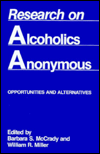 Research on
Alcoholics
Anonymous
OPPORTUNITIES AND ALTERNATIVES
Edited by
Barbara S. McCrady
and
William R. Miller